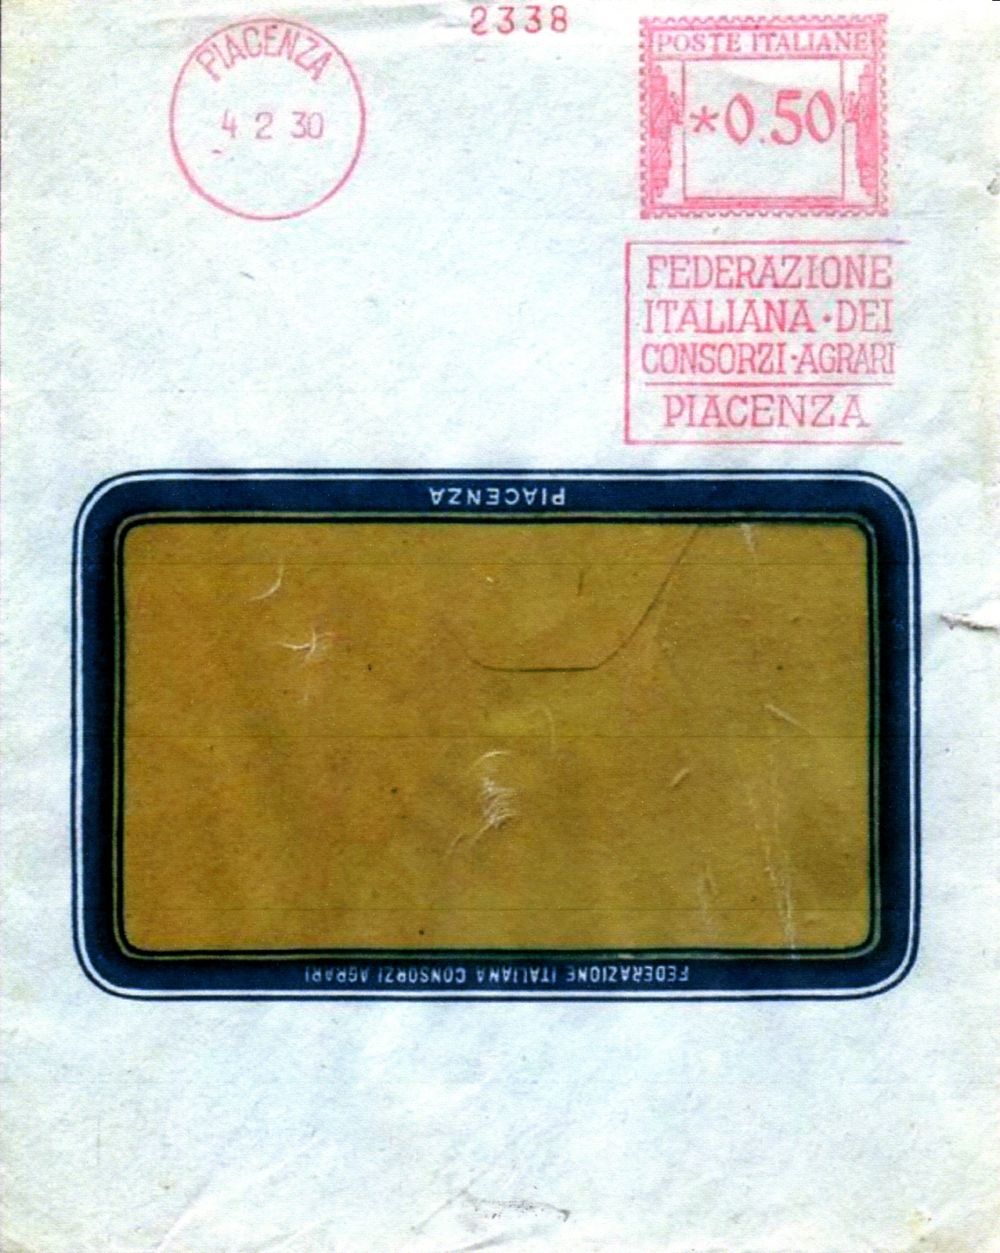 2338
PIACENZA
4 2 30
POSTE ITALIANE
*0.50
FEDERAZIONE
ITALIANA·DEI
CONSORZI·AGRARI
PIACENZA
PIACENZA
FEDERAZIONE ITALIANA CONSORZI AGRARI